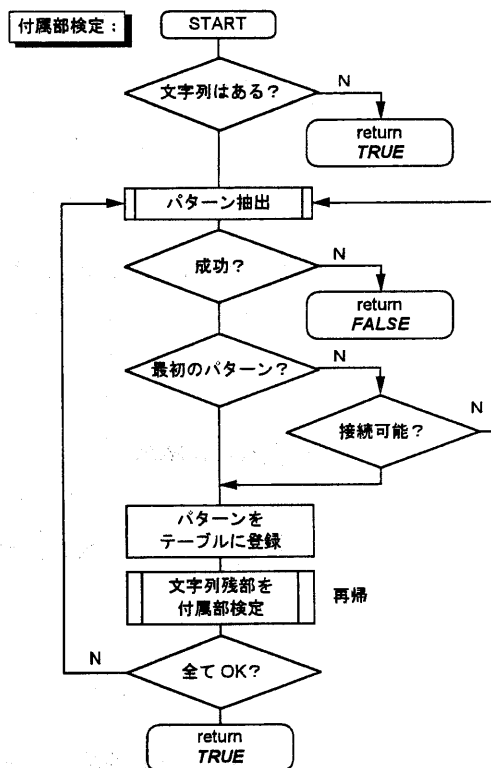 付属部検定：
START
文字列はある？
N
return
TRUE
パターン抽出
成功？
N
return
FALSE
最初のパターン？
N
接続可能？
N
パターンを
テーブルに登録
文字列残部を
付属部検定
再帰
全て OK？
N
return
TRUE